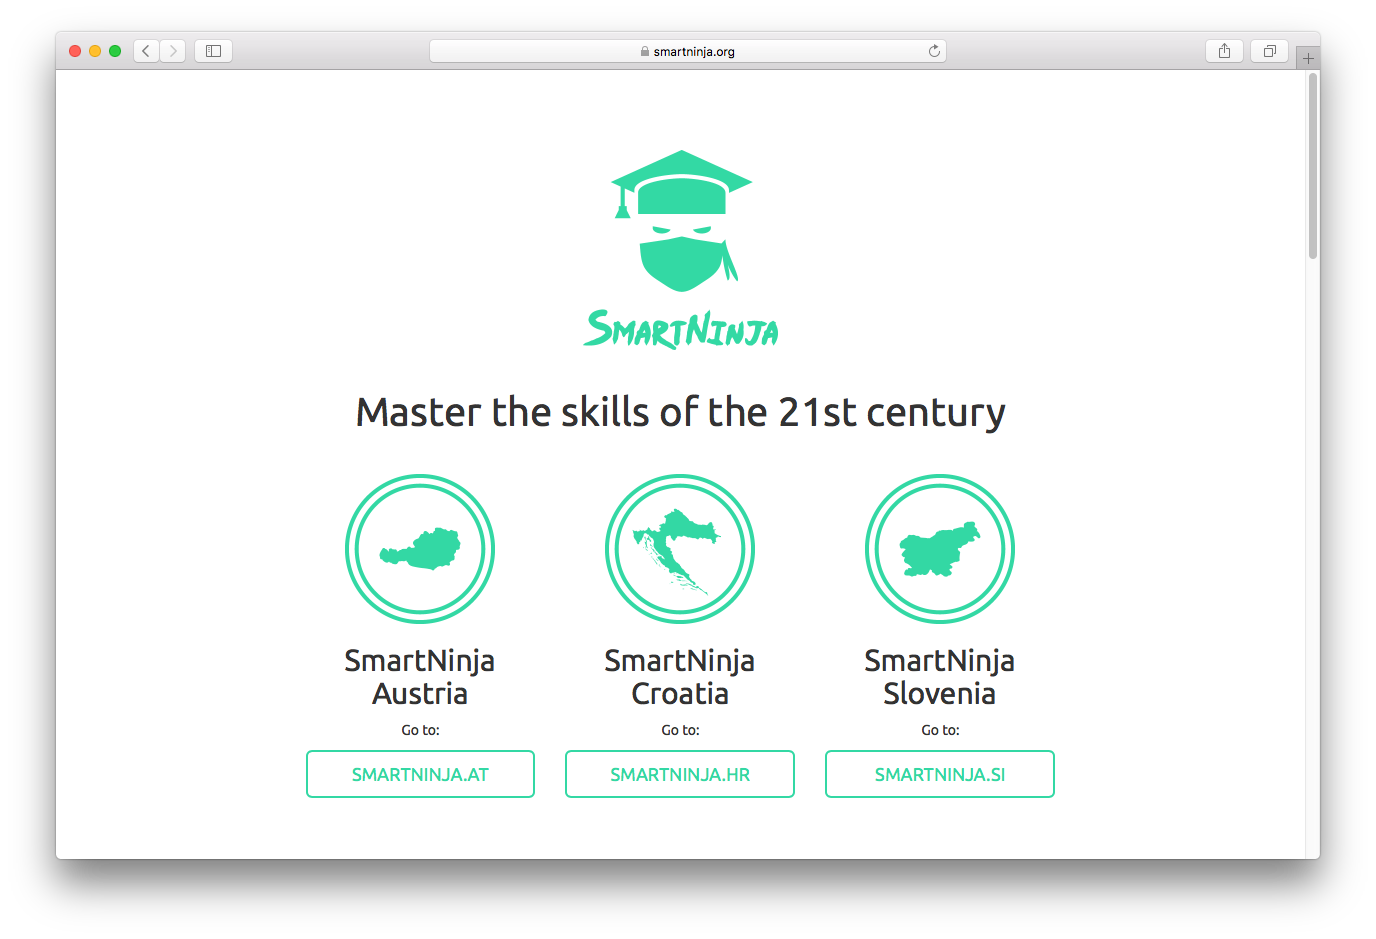 smartninja.org
SMARTNINJA
Master the skills of the 21st century
SmartNinja
Austria
Go to:
SMARTNINJA.AT
SmartNinja
Croatia
Go to:
SMARTNINJA.HR
SmartNinja
Slovenia
Go to:
SMARTNINJA.SI